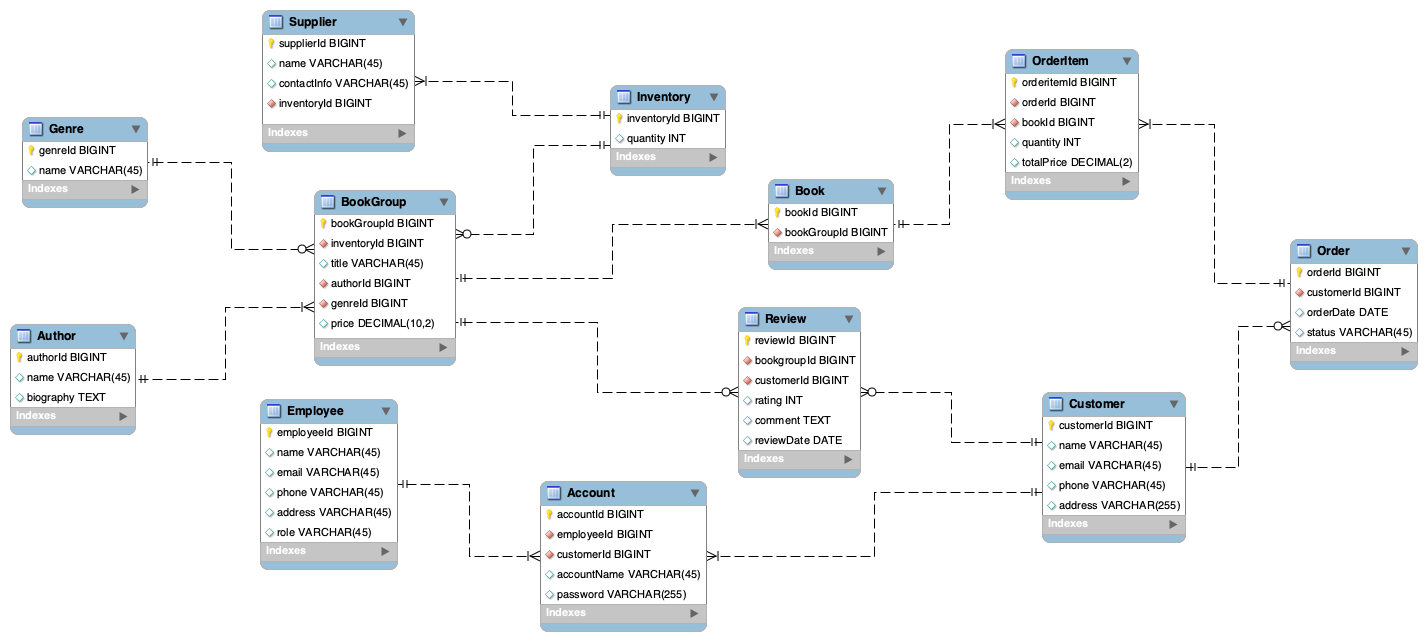 Supplier
supplierId BIGINT
name VARCHAR(45)
contactInfo VARCHAR(45)
inventoryId BIGINT
Indexes
Genre
genreId BIGINT
name VARCHAR(45)
Indexes
Inventory
inventoryId BIGINT
quantity INT
Indexes
OrderItem
orderitemId BIGINT
orderId BIGINT
bookId BIGINT
quantity INT
totalPrice DECIMAL(2)
Indexes
BookGroup
bookGroupId BIGINT
inventoryId BIGINT
title VARCHAR(45)
authorId BIGINT
genreId BIGINT
price DECIMAL(10,2)
Indexes
Book
bookId BIGINT
bookGroupId BIGINT
Indexes
Order
orderId BIGINT
customerId BIGINT
orderDate DATE
status VARCHAR(45)
Indexes
Author
authorId BIGINT
name VARCHAR(45)
biography TEXT
Indexes
Review
reviewId BIGINT
bookgroupId BIGINT
customerId BIGINT
rating INT
comment TEXT
reviewDate DATE
Indexes
Employee
employeeId BIGINT
name VARCHAR(45)
email VARCHAR(45)
phone VARCHAR(45)
address VARCHAR(45)
role VARCHAR(45)
Indexes
Customer
customerId BIGINT
name VARCHAR(45)
email VARCHAR(45)
phone VARCHAR(45)
address VARCHAR(255)
Indexes
Account
accountId BIGINT
employeeId BIGINT
customerId BIGINT
accountName VARCHAR(45)
password VARCHAR(255)
Indexes